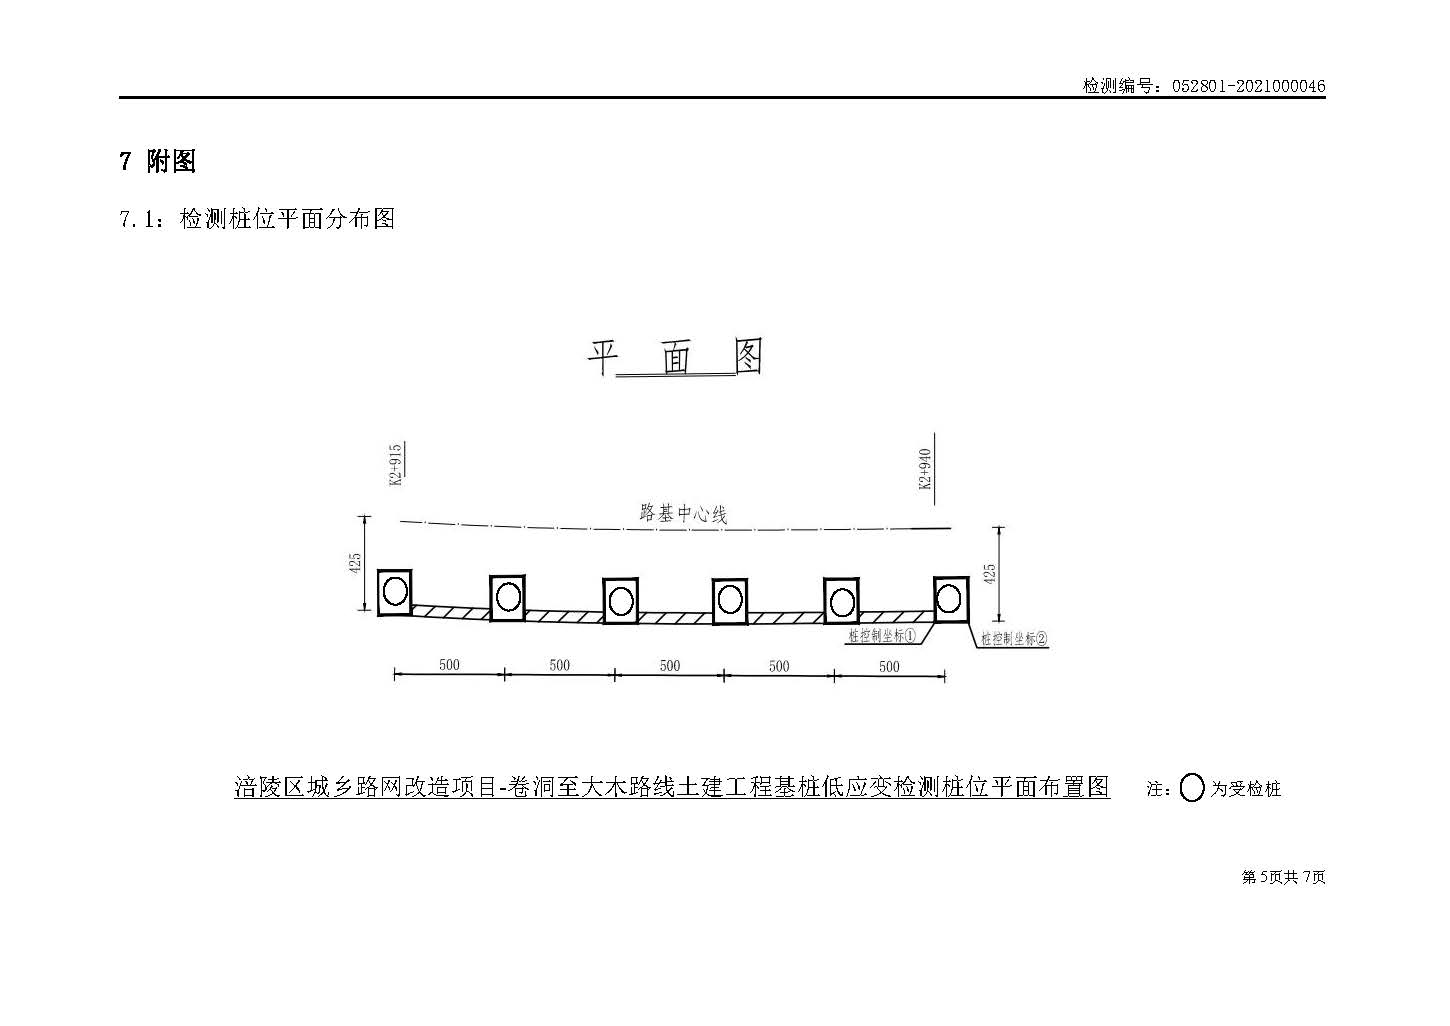 检测编号：052801-2021000046
7 附图
7.1：检测桩位平面分布图
平 面 图
K2+915
K2+940
路基中心线
425
425
桩控制坐标①
桩控制坐标②
500
500
500
500
500
涪陵区城乡路网改造项目-卷洞至大木路线土建工程基桩低应变检测桩位平面布置图 注：为受检桩
第 5页共 7页